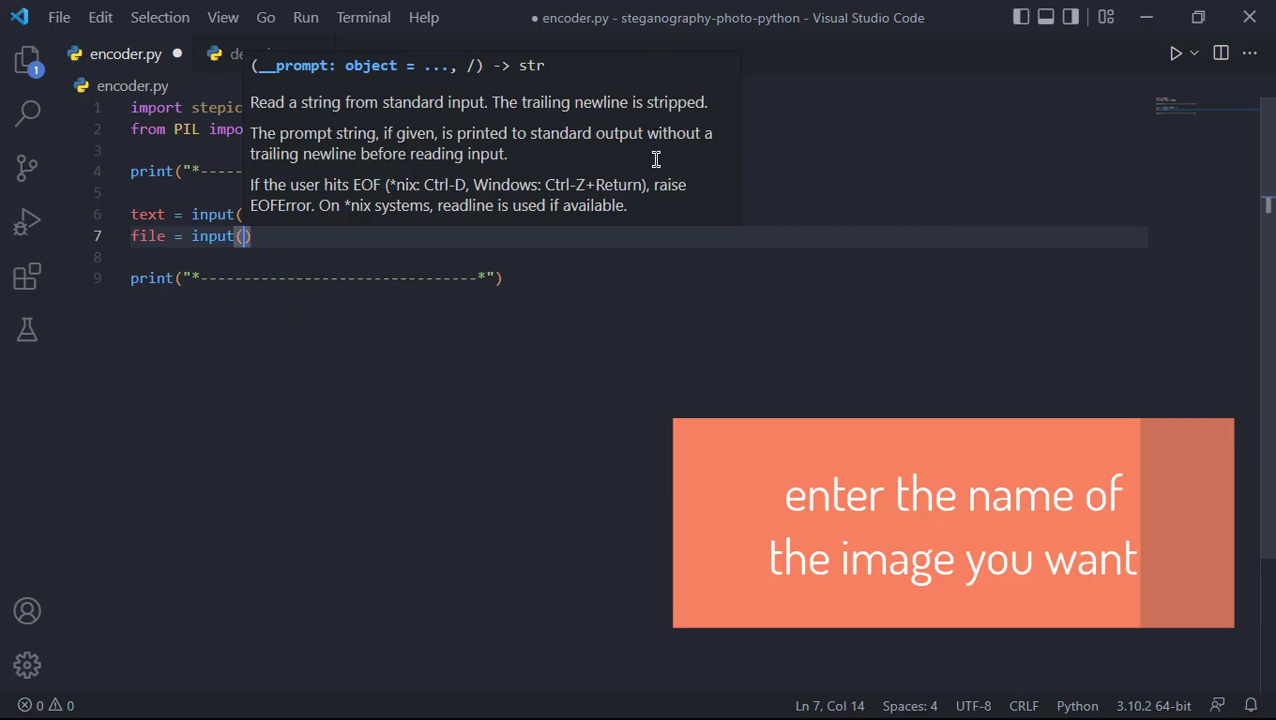 File Edit Selection View Go Run Terminal Help ● encoder.py - steganography-photo-python - Visual Studio Code
encoder.py
encoder.py
(__prompt: object = ..., /) -> str
Read a string from standard input. The trailing newline is stripped.
The prompt string, if given, is printed to standard output without a
trailing newline before reading input.
If the user hits EOF (*nix: Ctrl-D, Windows: Ctrl-Z+Return), raise
EOFError. On *nix systems, readline is used if available.
1 import stepic
2 from PIL impo
3
4 print("*--
5
6 text = input(
7 file = input()
8
9 print("*--------------------------------*")
enter the name of
the image you want
1
0 0 Ln 7, Col 14 Spaces: 4 UTF-8 CRLF Python 3.10.2 64-bit